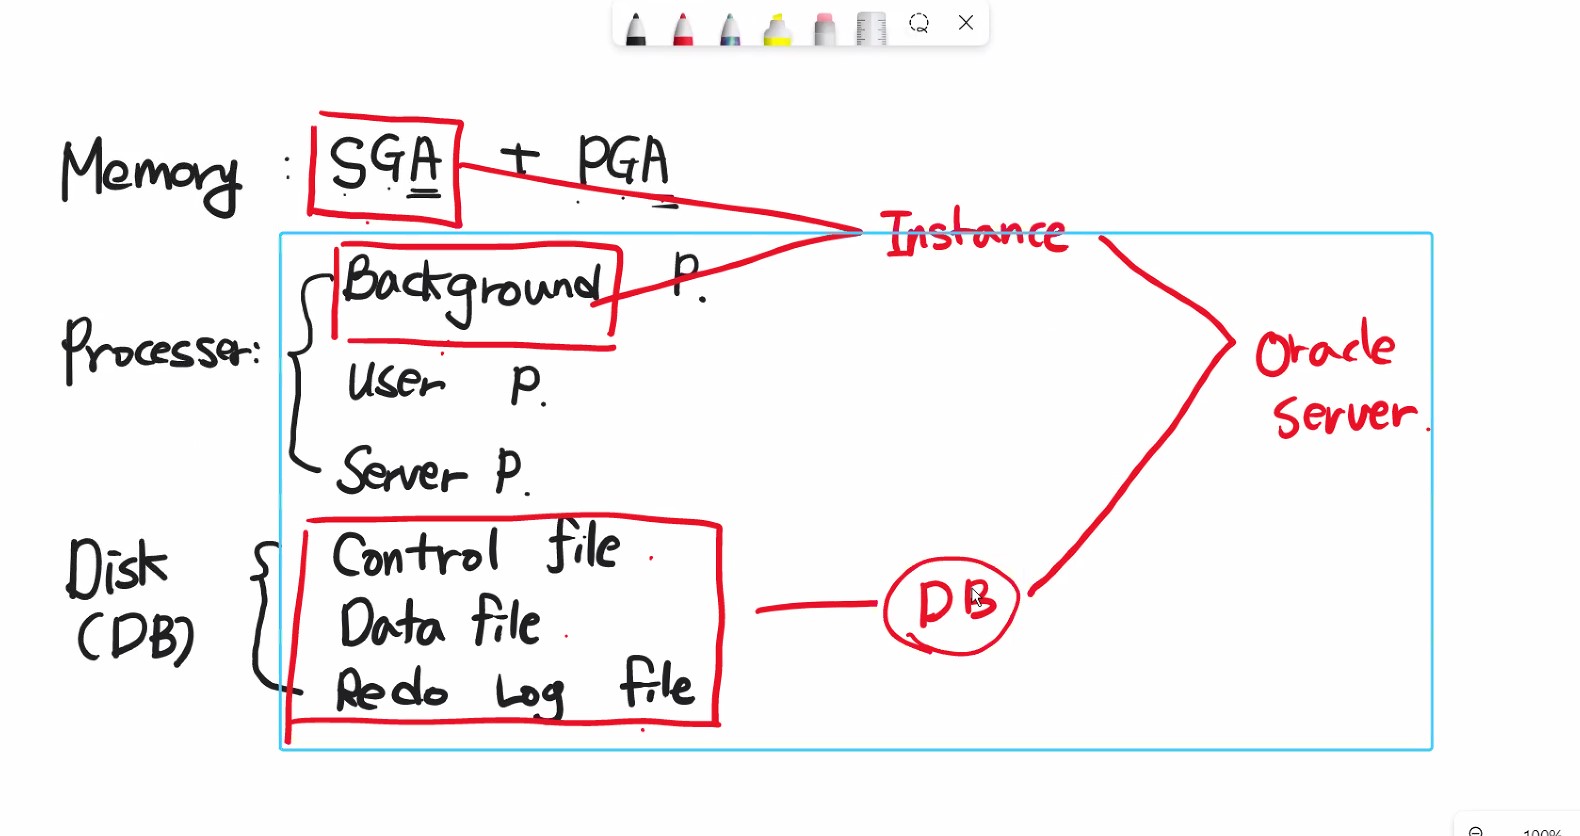 Memory : SGA + PGA
Instance
Background P.
Processer:
User P.
Server P.
Oracle
Server.
Disk
(DB)
Control file
Data file
Redo Log file
DB
100%